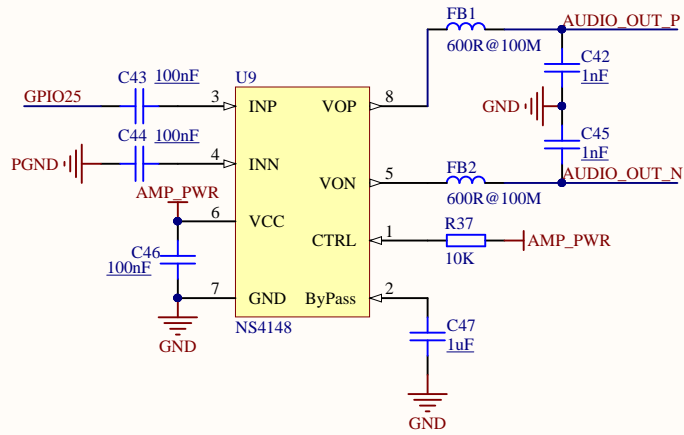 FB1
AUDIO_OUT_P
600R@100M
C42
1nF
C43
100nF
U9
GPIO25
3
INP
VOP
8
GND
C44
100nF
C45
1nF
PGND
4
INN
VON
5
FB2
AUDIO_OUT_N
600R@100M
AMP_PWR
6
VCC
R37
CTRL
1
AMP_PWR
10K
C46
100nF
7
GND
ByPass
2
NS4148
C47
1uF
GND
GND